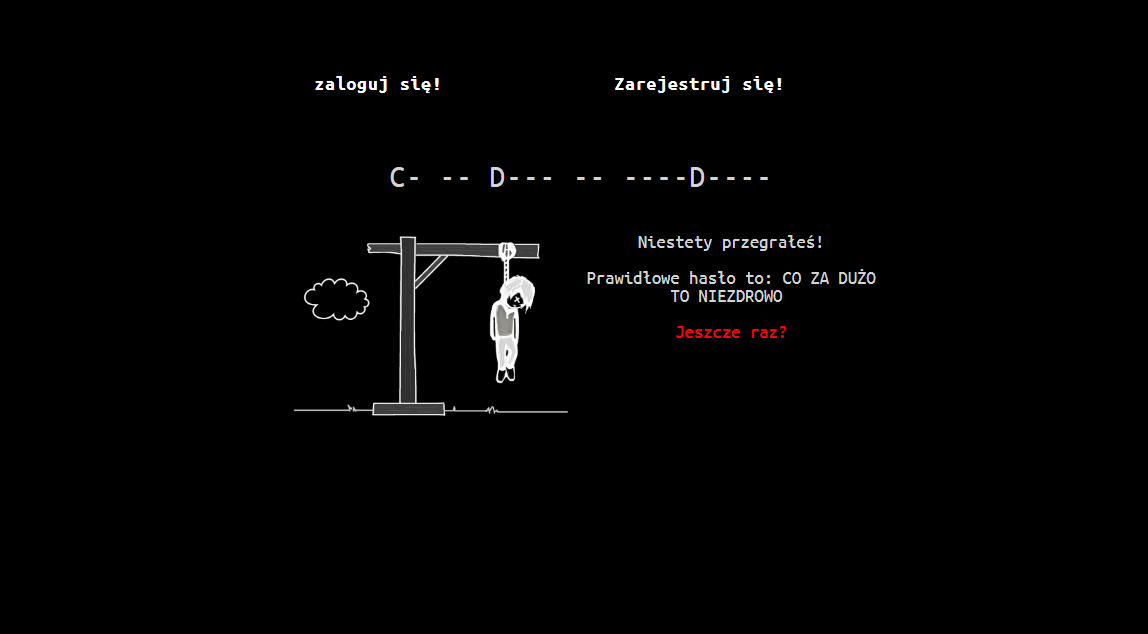 zaloguj się! Zarejestruj się!
C- -- D--- -- ----D----
Niestety przegrałeś!
Prawidłowe hasło to: CO ZA DUŻO
TO NIEZDROWO
Jeszcze raz?